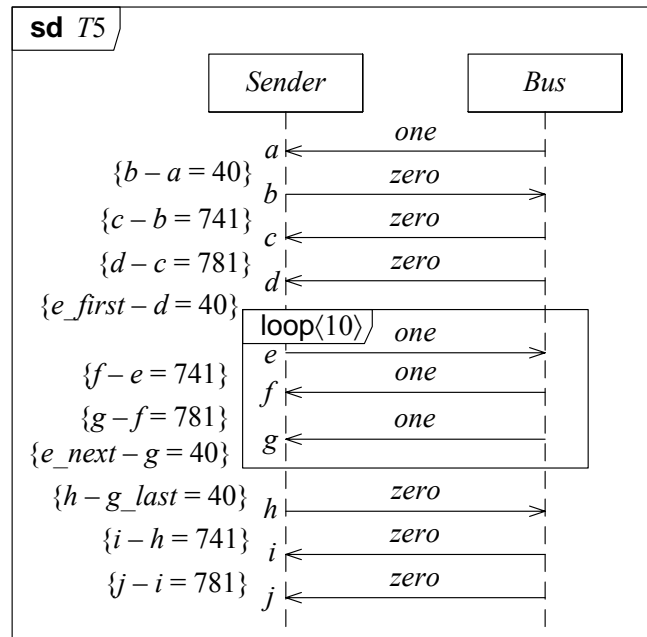 sd T5
Sender Bus
one
a
{b – a = 40} zero
b
{c – b = 741} zero
c
{d – c = 781} zero
d
{e_first – d = 40}
loop⟨10⟩ one
e
{f – e = 741} one
f
{g – f = 781} one
g
{e_next – g = 40}
{h – g_last = 40} zero
h
{i – h = 741} zero
i
{j – i = 781} zero
j